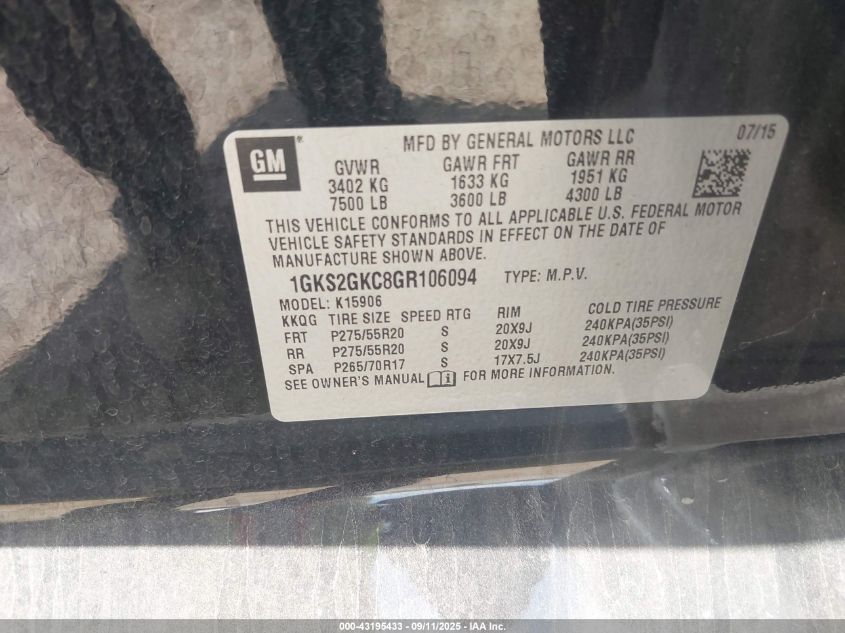 GM
MFD BY GENERAL MOTORS LLC 07/15
GVWR GAWR FRT GAWR RR
3402 KG 1633 KG 1951 KG
7500 LB 3600 LB 4300 LB
THIS VEHICLE CONFORMS TO ALL APPLICABLE U.S. FEDERAL MOTOR
VEHICLE SAFETY STANDARDS IN EFFECT ON THE DATE OF
MANUFACTURE SHOWN ABOVE.
1GKS2GKC8GR106094 TYPE: M.P.V.
MODEL: K15906
KKQG TIRE SIZE SPEED RTG RIM COLD TIRE PRESSURE
FRT P275/55R20 S 20X9J 240KPA(35PSI)
RR P275/55R20 S 20X9J 240KPA(35PSI)
SPA P265/70R17 S 17X7.5J 240KPA(35PSI)
SEE OWNER'S MANUAL FOR MORE INFORMATION.
000-43195433 - 09/11/2025 - IAA Inc.